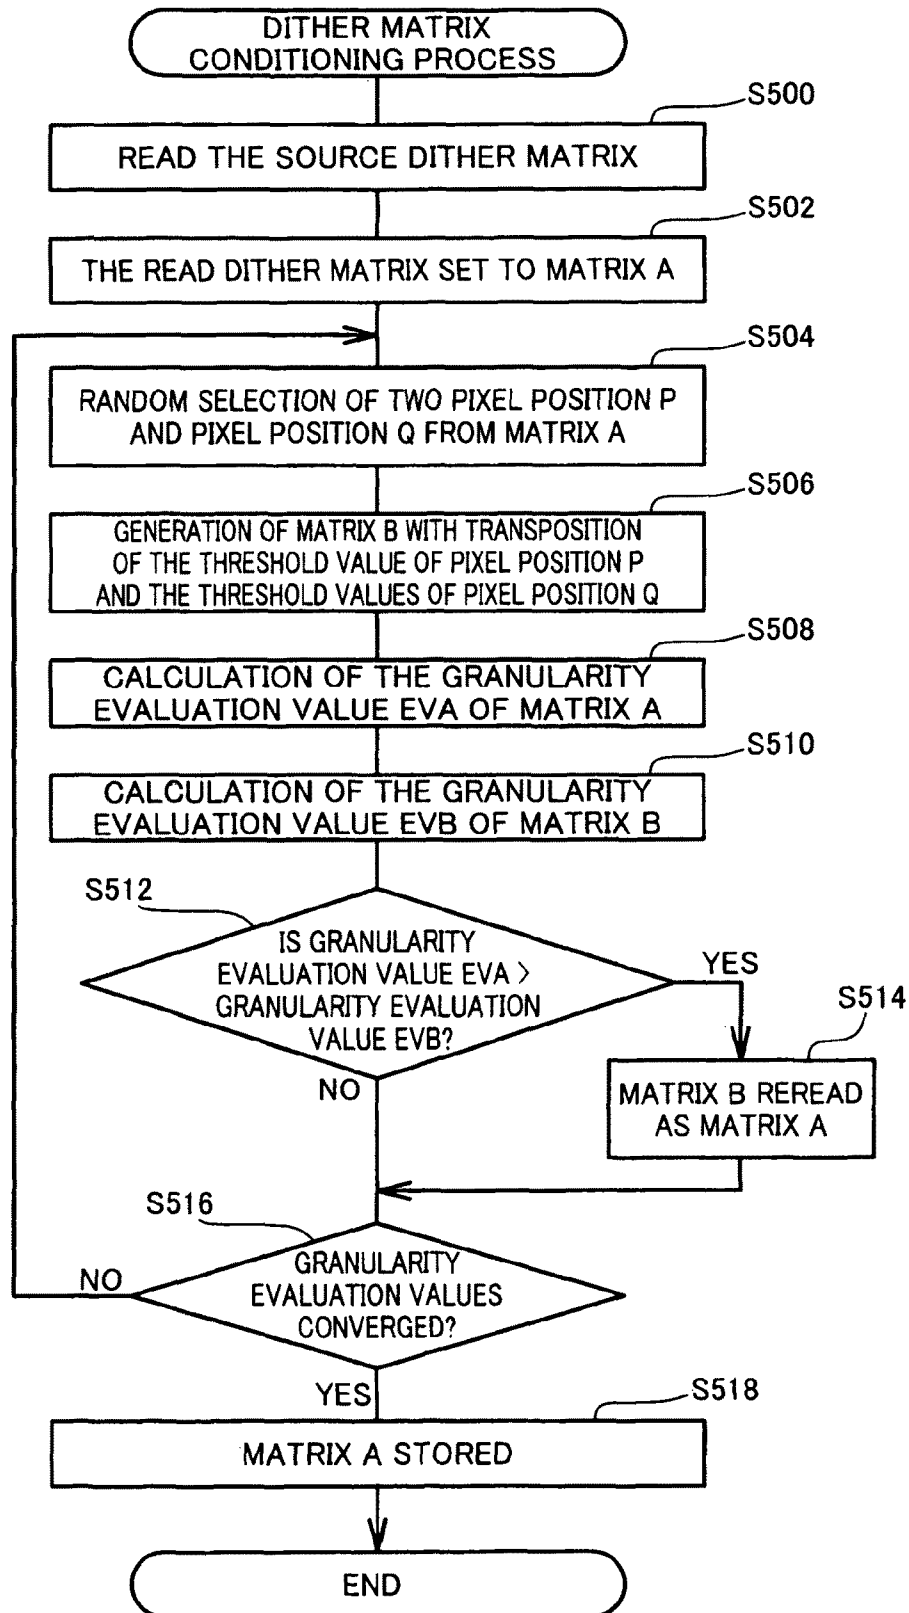 DITHER MATRIX
CONDITIONING PROCESS
S500
READ THE SOURCE DITHER MATRIX
S502
THE READ DITHER MATRIX SET TO MATRIX A
S504
RANDOM SELECTION OF TWO PIXEL POSITION P
AND PIXEL POSITION Q FROM MATRIX A
S506
GENERATION OF MATRIX B WITH TRANSPOSITION
OF THE THRESHOLD VALUE OF PIXEL POSITION P
AND THE THRESHOLD VALUES OF PIXEL POSITION Q
S508
CALCULATION OF THE GRANULARITY
EVALUATION VALUE EVA OF MATRIX A
S510
CALCULATION OF THE GRANULARITY
EVALUATION VALUE EVB OF MATRIX B
S512
IS GRANULARITY
EVALUATION VALUE EVA >
GRANULARITY EVALUATION
VALUE EVB?
YES
NO
S514
MATRIX B REREAD
AS MATRIX A
S516
GRANULARITY
EVALUATION VALUES
CONVERGED?
NO
YES
S518
MATRIX A STORED
END